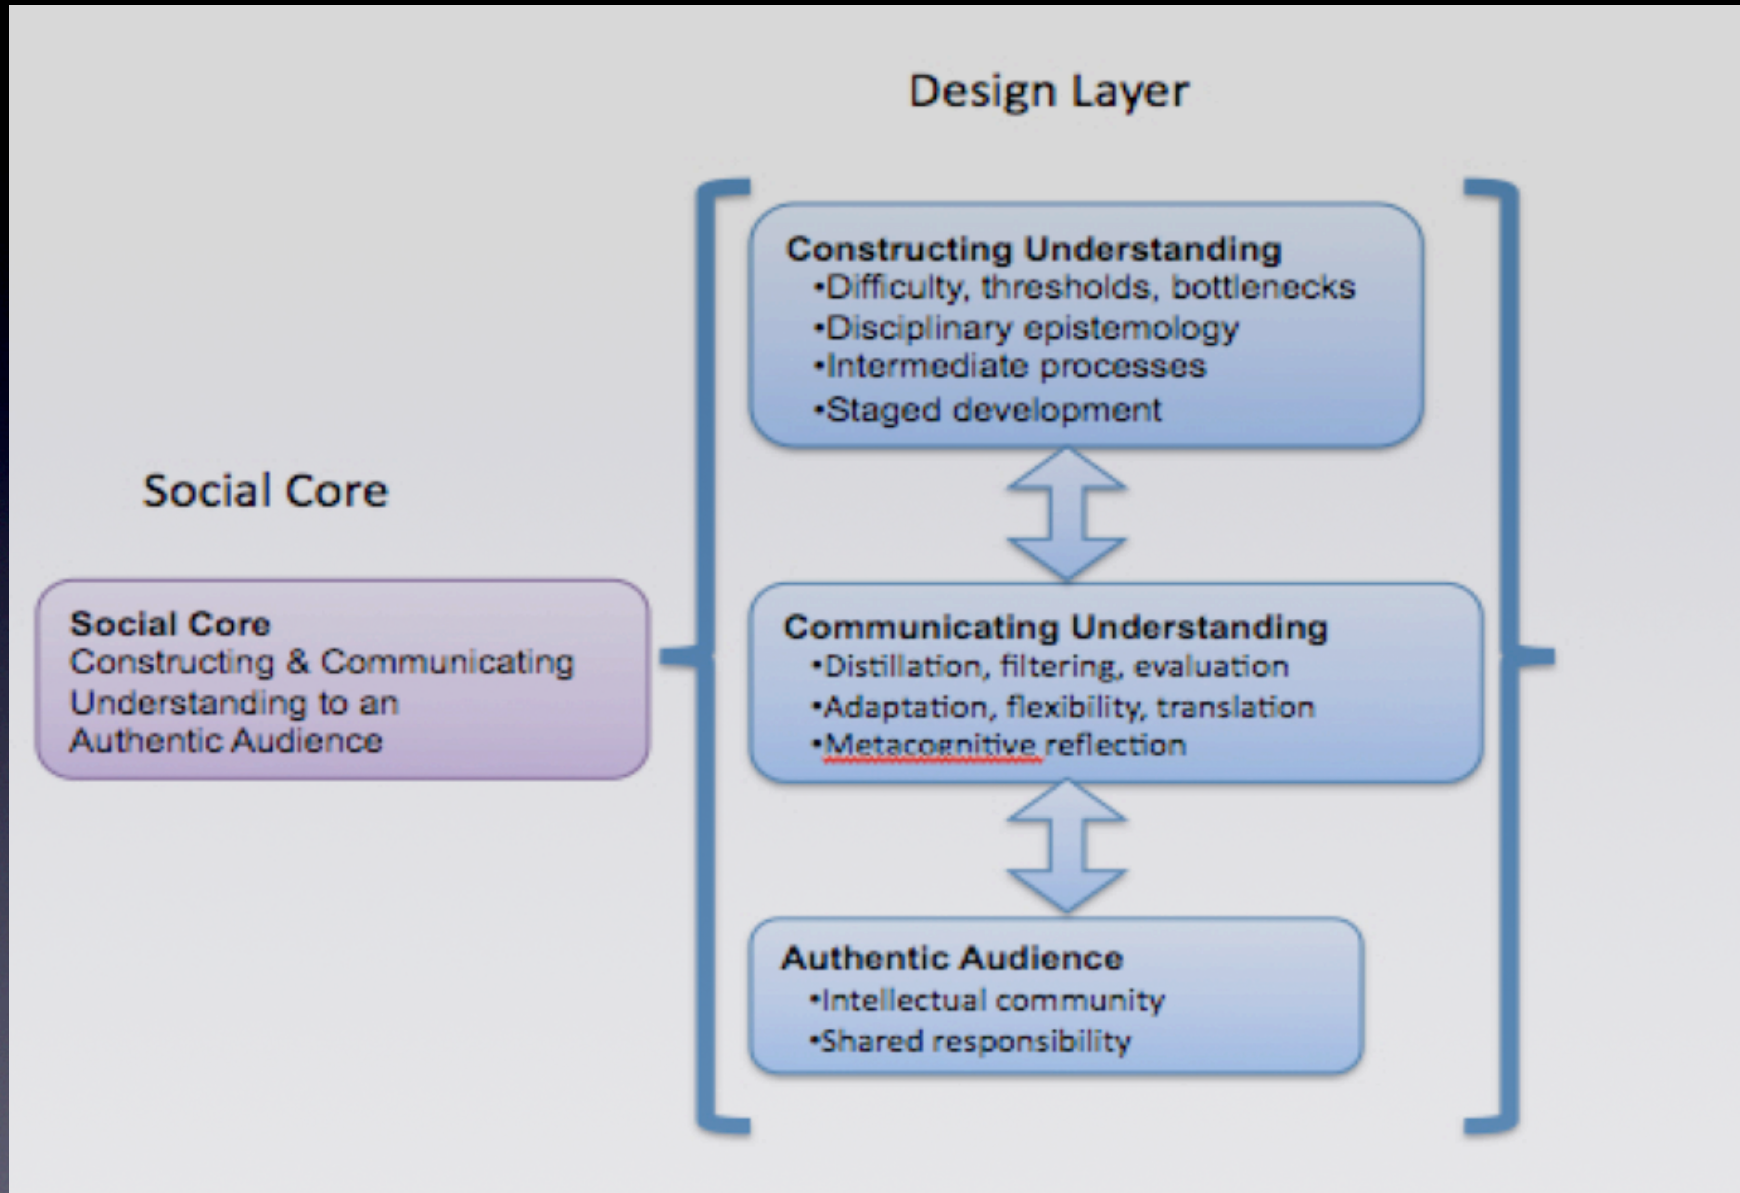 Design Layer
Social Core
Social Core
Constructing & Communicating
Understanding to an
Authentic Audience
Constructing Understanding
•Difficulty, thresholds, bottlenecks
•Disciplinary epistemology
•Intermediate processes
•Staged development
Communicating Understanding
•Distillation, filtering, evaluation
•Adaptation, flexibility, translation
•Metacognitive reflection
Authentic Audience
•Intellectual community
•Shared responsibility